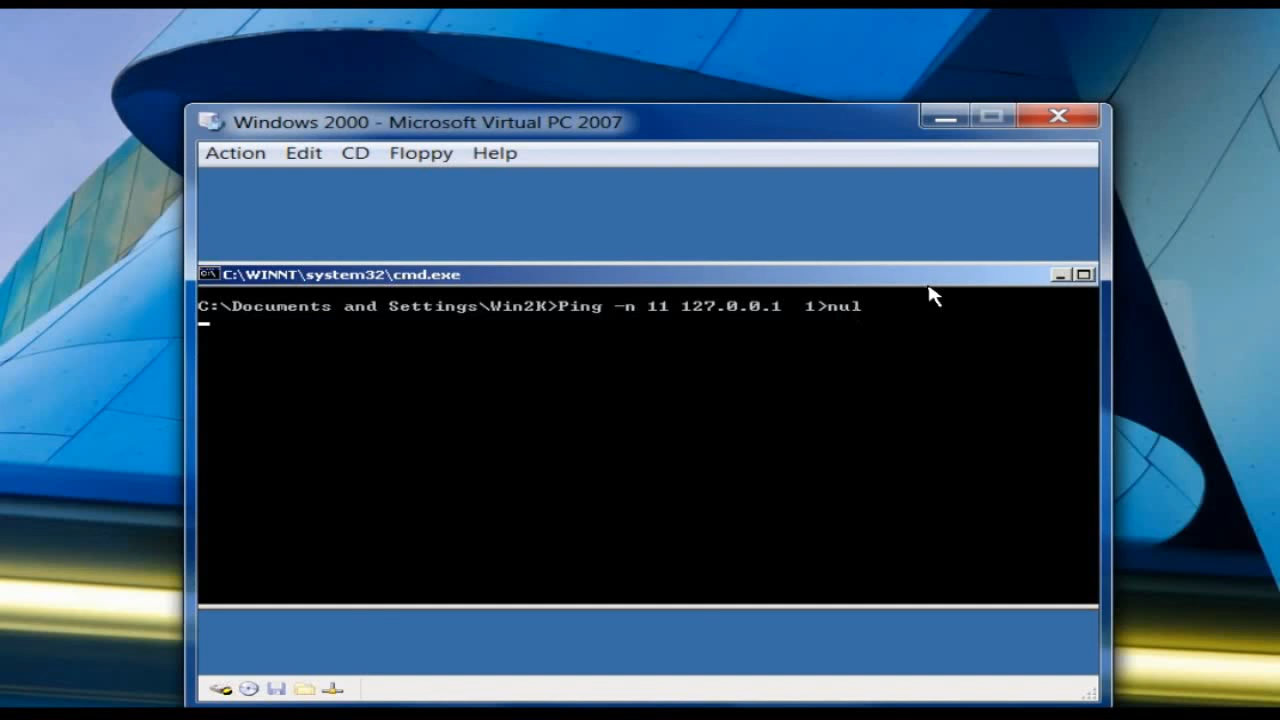 Windows 2000 - Microsoft Virtual PC 2007
Action Edit CD Floppy Help
C:\WINNT\system32\cmd.exe
C:\Documents and Settings\Win2K>Ping -n 11 127.0.0.1  1>nul